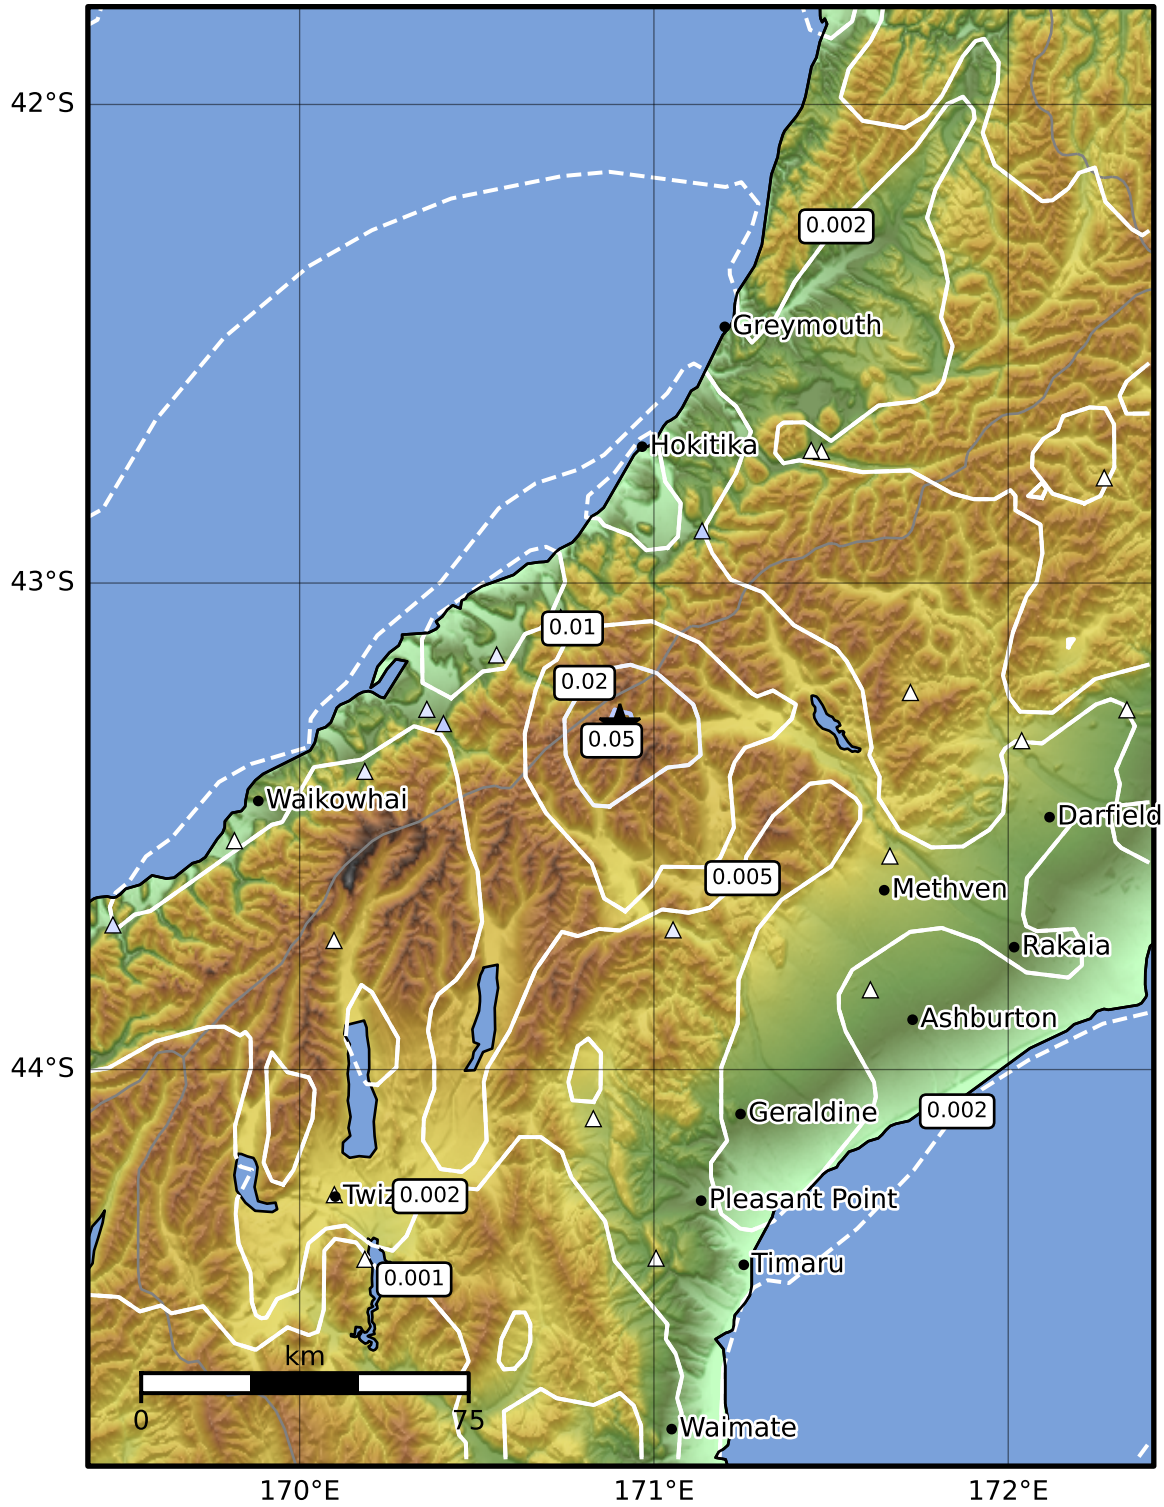 42°S
0.002
Greymouth
Hokitika
43°S
0.01
0.02
0.05
Waikowhai
Darfield
0.005
Methven
Rakaia
Ashburton
44°S
0.002
Geraldine
Twiz
0.002
Pleasant Point
Timaru
0.001
km
0 75
Waimate
170°E 171°E 172°E